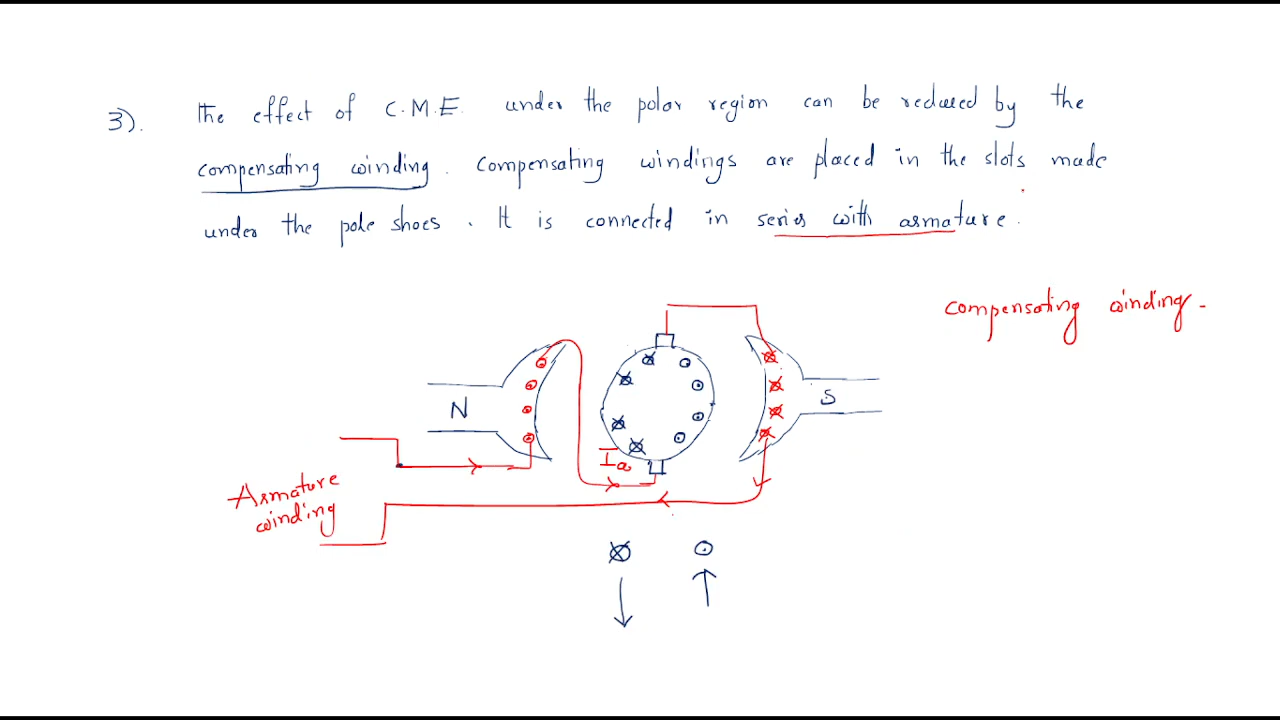 3). The effect of C.M.E. under the polar region can be reduced by the
compensating winding. compensating windings are placed in the slots made
under the pole shoes. It is connected in series with armature.
compensating winding.
N
S
Ia
Armature
winding